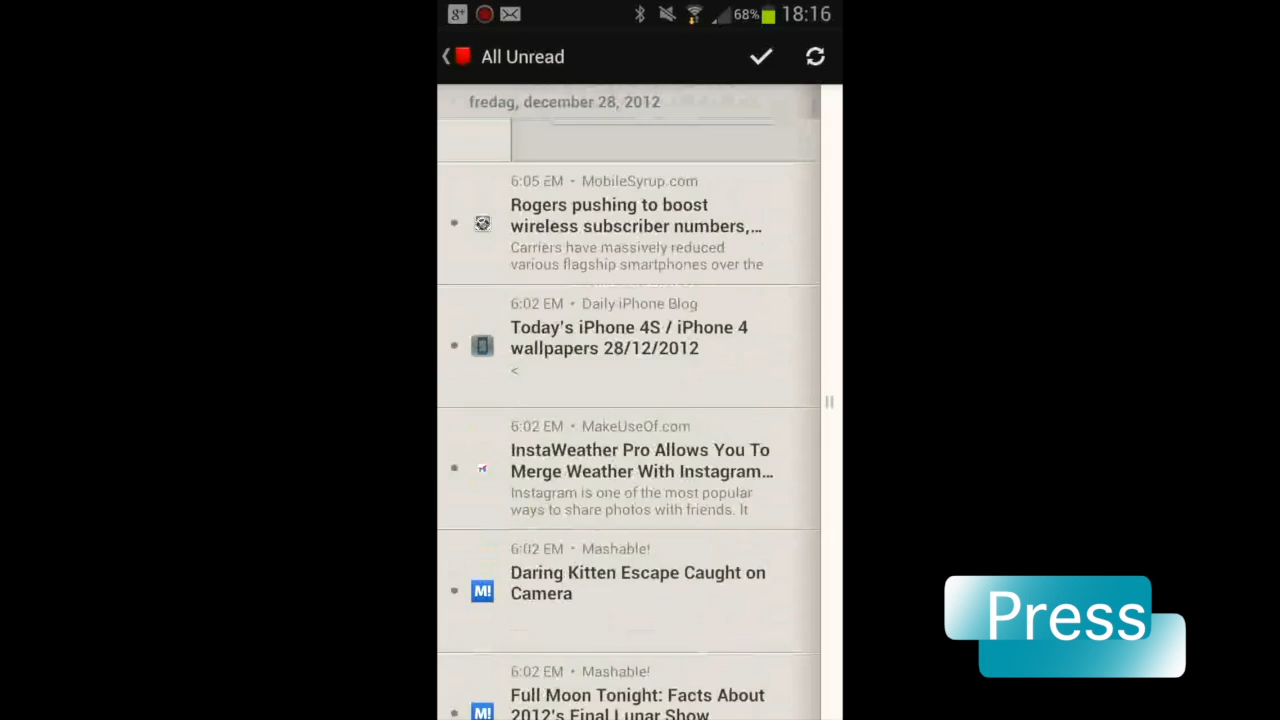 g+ 68% 18:16
All Unread
fredag, december 28, 2012
6:05 EM • MobileSyrup.com
Rogers pushing to boost
wireless subscriber numbers,...
Carriers have massively reduced
various flagship smartphones over the
6:02 EM • Daily iPhone Blog
Today's iPhone 4S / iPhone 4
wallpapers 28/12/2012
<
6:02 EM • MakeUseOf.com
InstaWeather Pro Allows You To
Merge Weather With Instagram...
Instagram is one of the most popular
ways to share photos with friends. It
6:02 EM • Mashable!
Daring Kitten Escape Caught on
Camera
M!
6:02 EM • Mashable!
Full Moon Tonight: Facts About
2012's Final Lunar Show
M!
Press